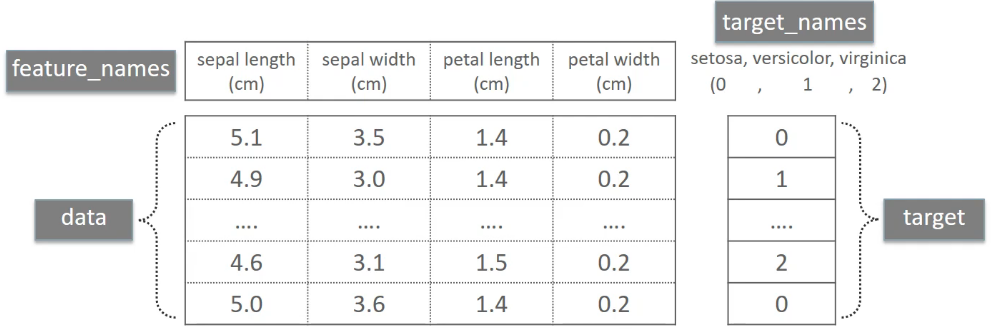 target_names
feature_names
sepal length (cm) sepal width (cm) petal length (cm) petal width (cm)
setosa, versicolor, virginica
(0 , 1 , 2)
5.1 3.5 1.4 0.2 0
4.9 3.0 1.4 0.2 1
data
.... .... .... .... ....
target
4.6 3.1 1.5 0.2 2
5.0 3.6 1.4 0.2 0